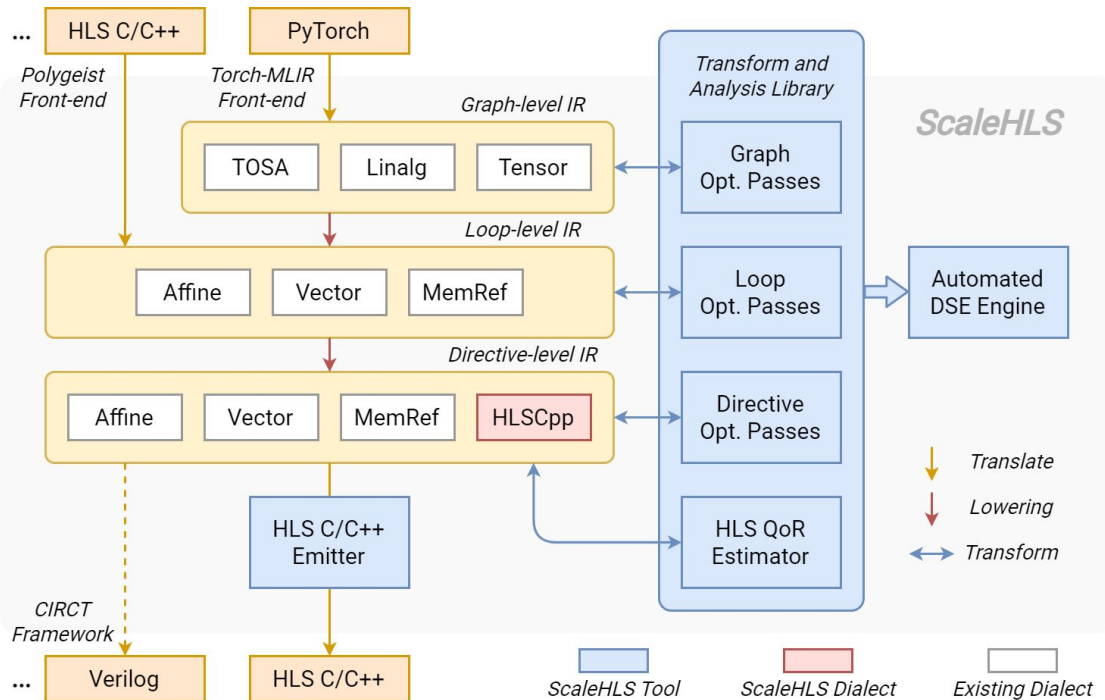 ... HLS C/C++ PyTorch
Polygeist
Front-end
Torch-MLIR
Front-end
Graph-level IR
Transform and
Analysis Library
ScaleHLS
TOSA Linalg Tensor
Graph
Opt. Passes
Loop-level IR
Affine Vector MemRef
Loop
Opt. Passes
Automated
DSE Engine
Directive-level IR
Affine Vector MemRef HLSCpp
Directive
Opt. Passes
Translate
Lowering
Transform
HLS C/C++
Emitter
HLS QoR
Estimator
CIRCT
Framework
... Verilog HLS C/C++
ScaleHLS Tool ScaleHLS Dialect Existing Dialect